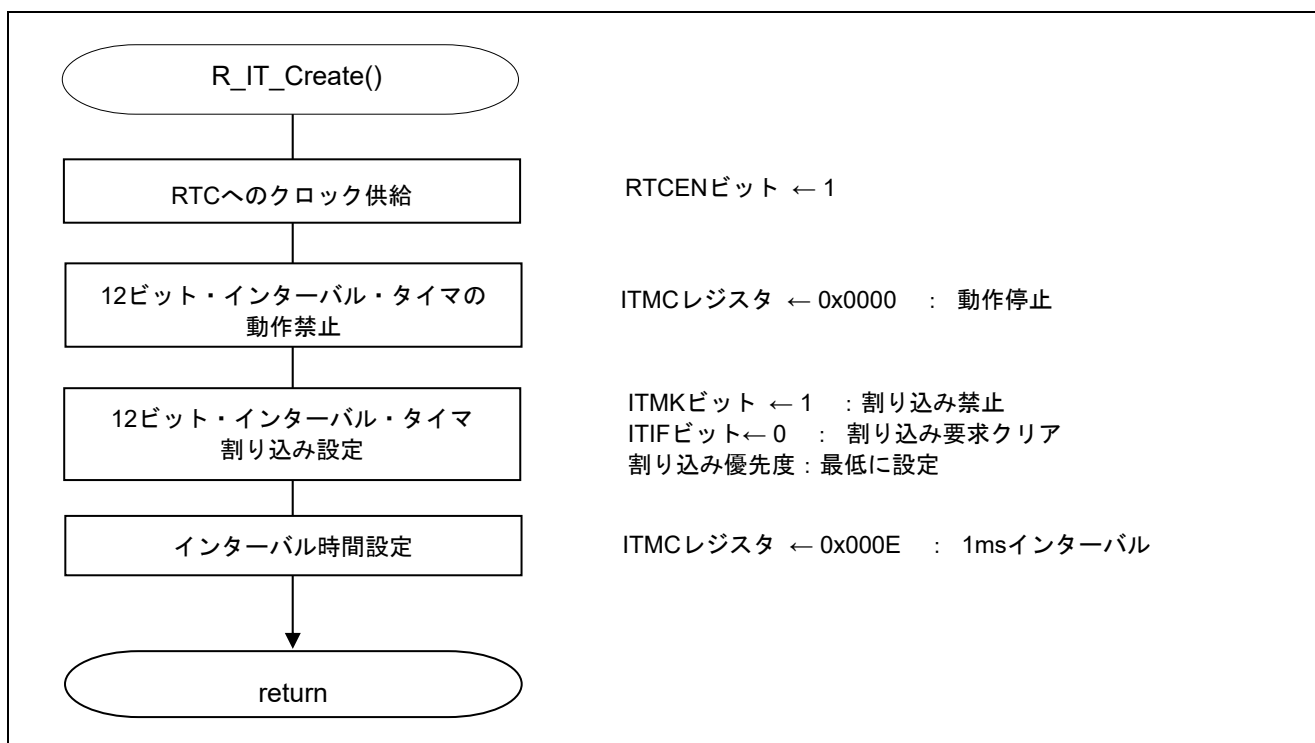 R_IT_Create()
RTCへのクロック供給
RTCENビット ← 1
12ビット・インターバル・タイマの
動作禁止
ITMCレジスタ ← 0x0000 : 動作停止
12ビット・インターバル・タイマ
割り込み設定
ITMKビット ← 1 : 割り込み禁止
ITIFビット← 0 : 割り込み要求クリア
割り込み優先度:最低に設定
インターバル時間設定
ITMCレジスタ ← 0x000E : 1msインターバル
return